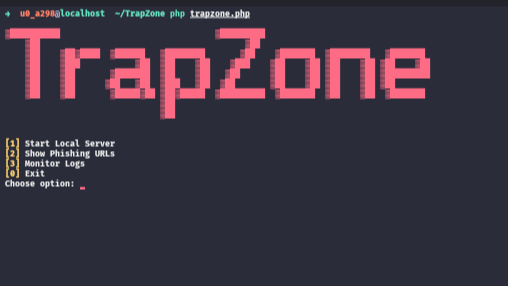 ➜ u0_a298@localhost ~/TrapZone php trapzone.php
TrapZone
[1] Start Local Server
[2] Show Phishing URLs
[3] Monitor Logs
[0] Exit
Choose option: _